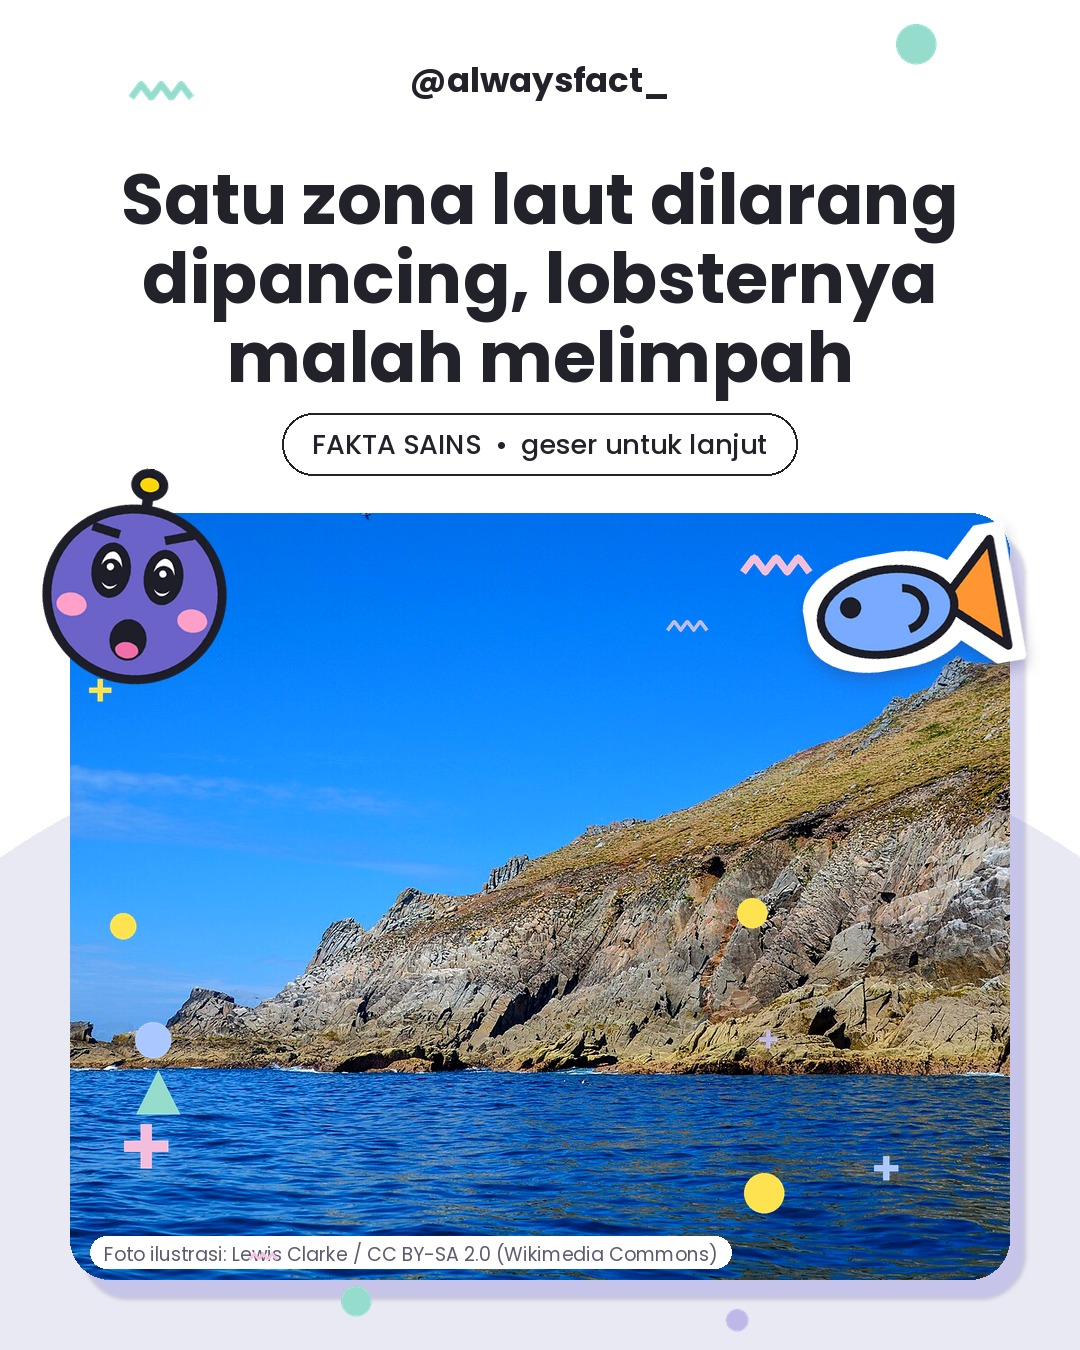 @alwaysfact_
Satu zona laut dilarang
dipancing, lobsternya
malah melimpah
FAKTA SAINS • geser untuk lanjut
Foto ilustrasi: Lewis Clarke / CC BY-SA 2.0 (Wikimedia Commons)